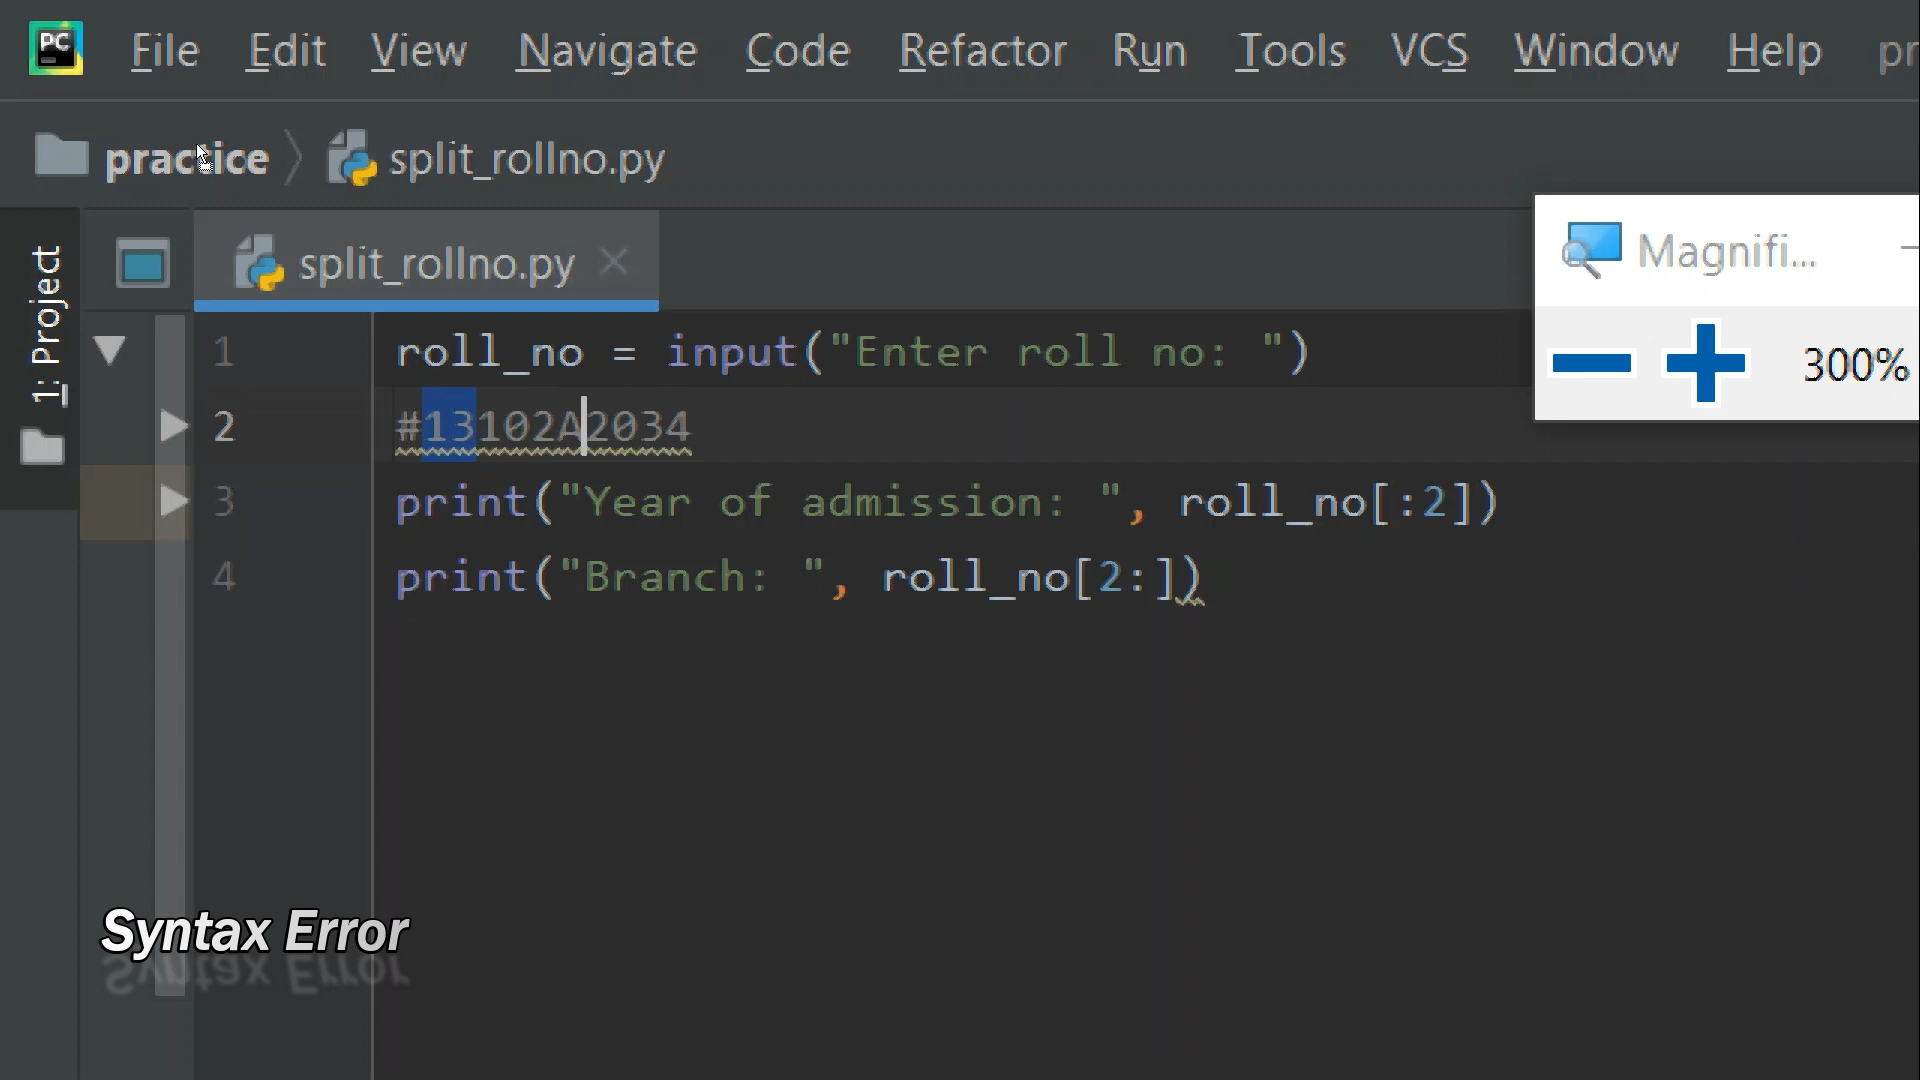 PC File Edit View Navigate Code Refactor Run Tools VCS Window Help pr
practice split_rollno.py
1: Project
split_rollno.py
Magnifi...
300%
1 roll_no = input("Enter roll no: ")
2 #13102A2034
3 print("Year of admission: ", roll_no[:2])
4 print("Branch: ", roll_no[2:])
Syntax Error